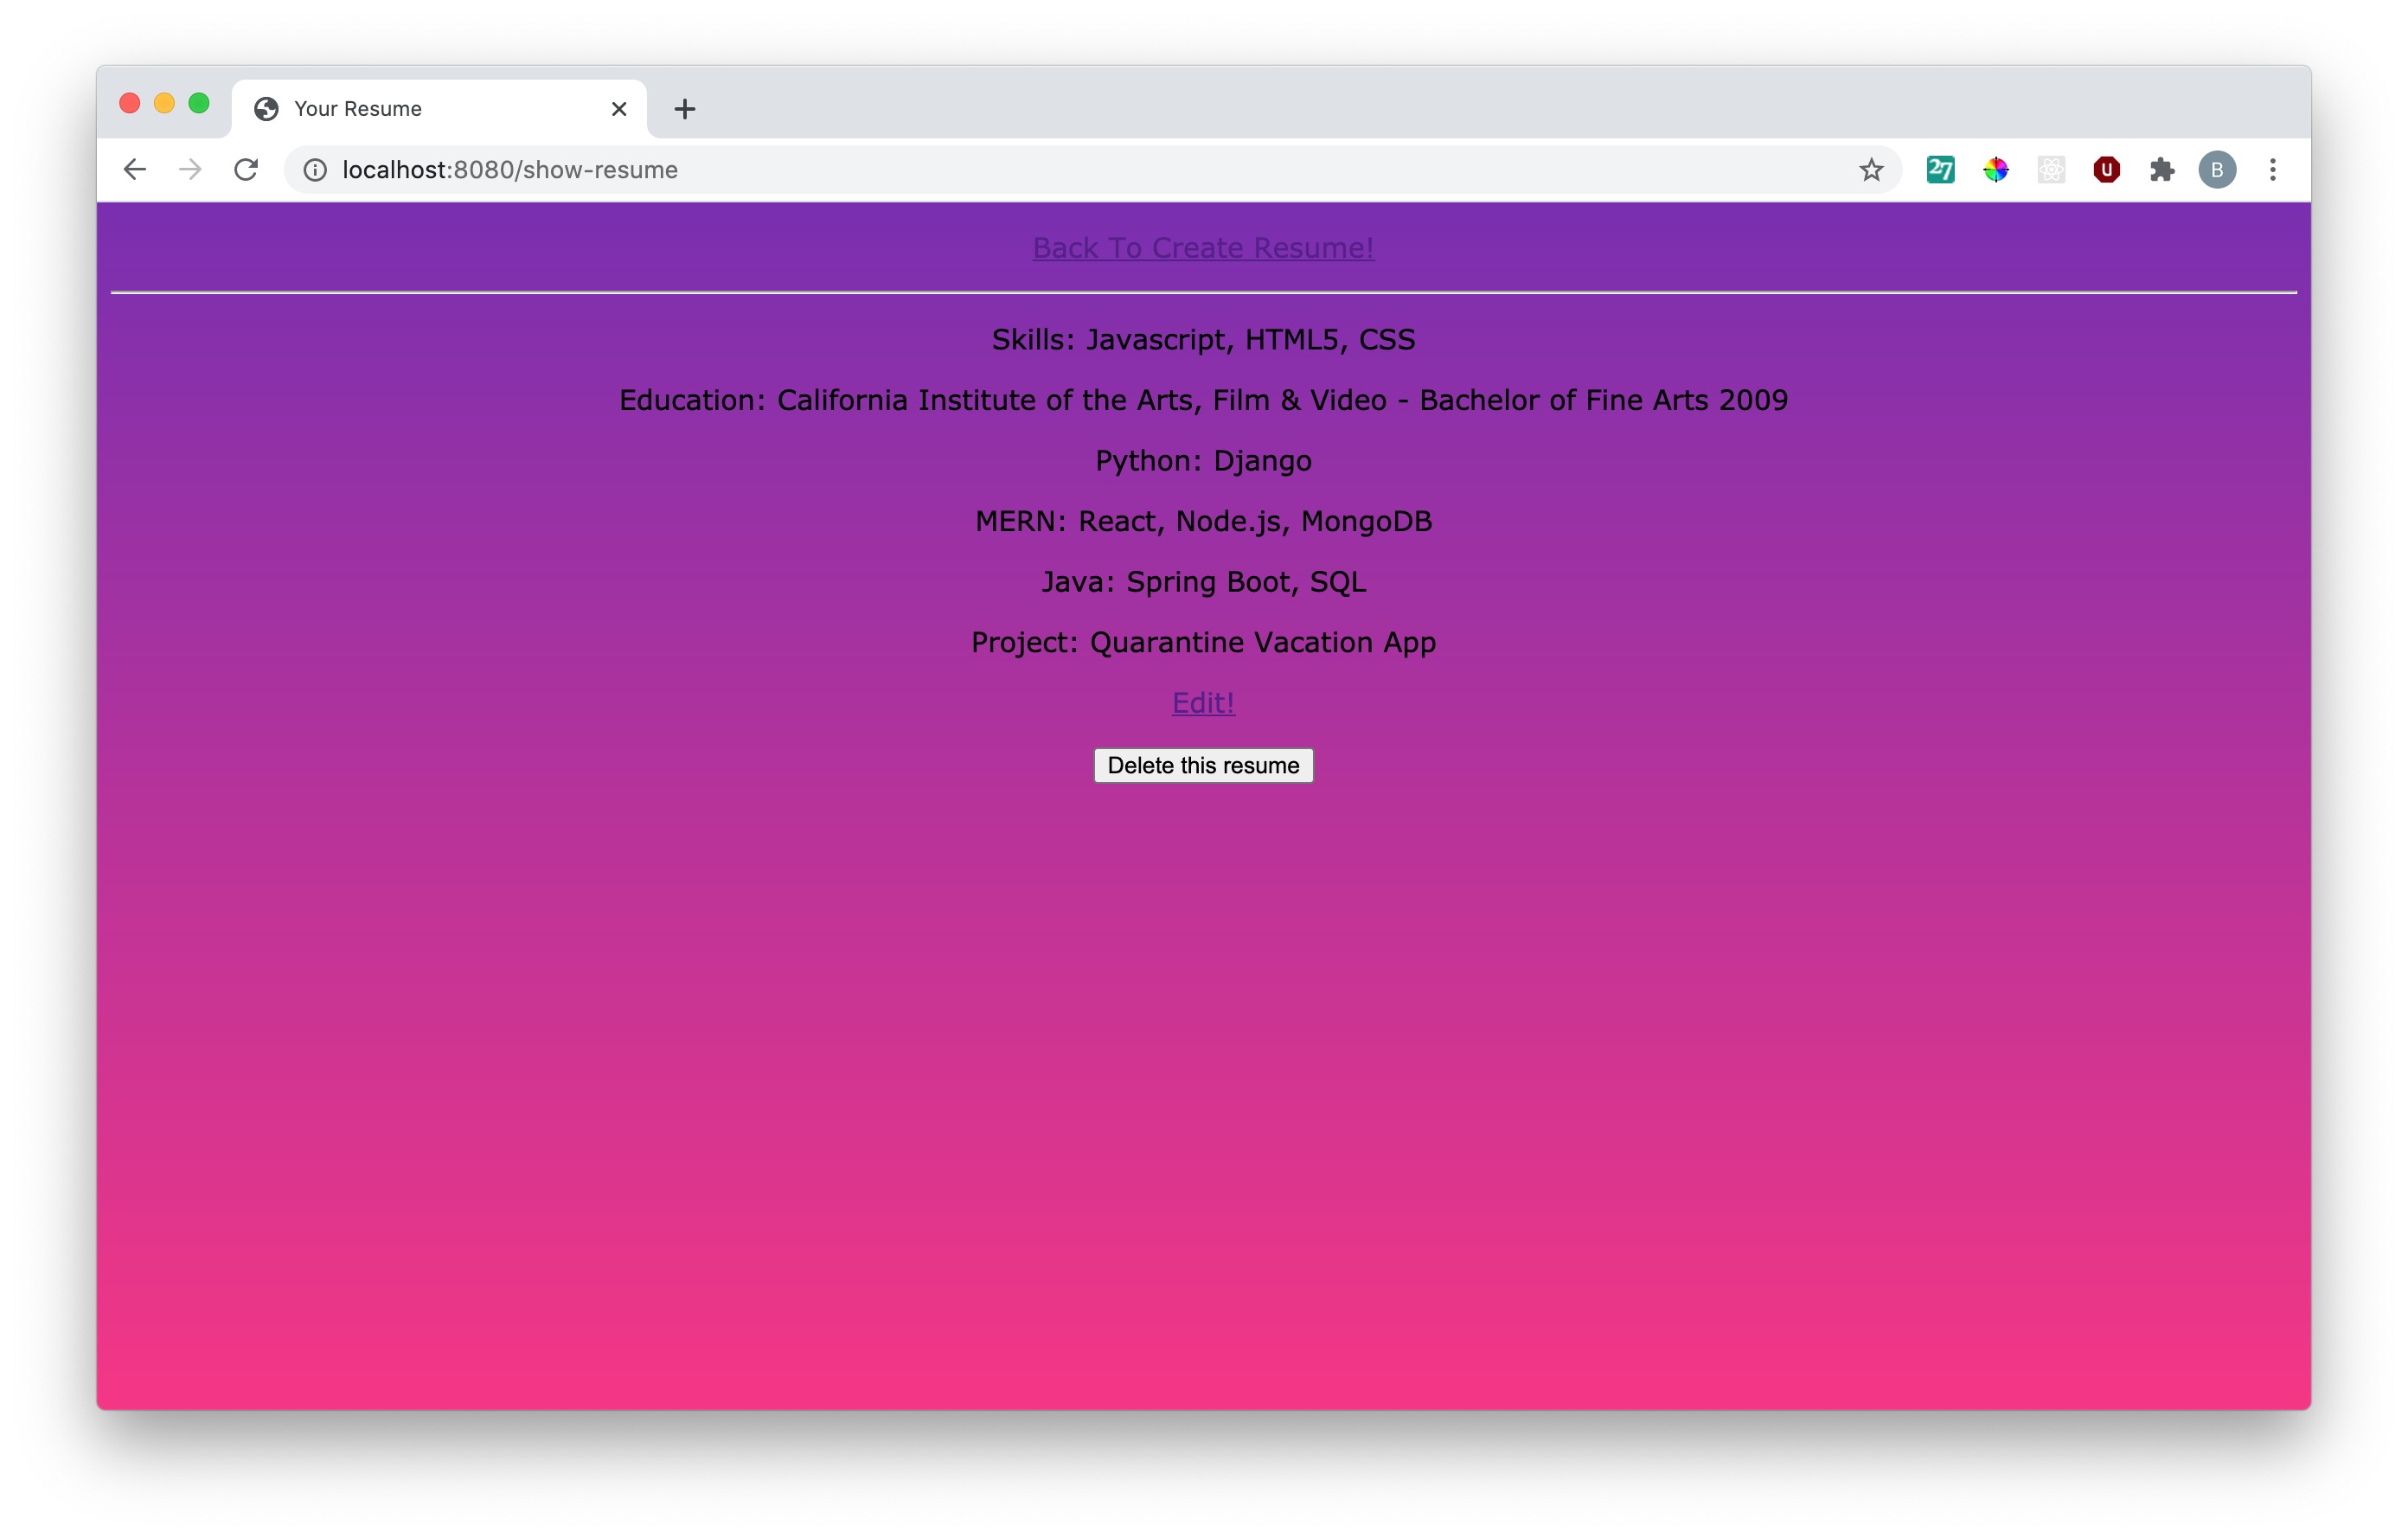 Your Resume
localhost:8080/show-resume
27
U
B
Back To Create Resume!
Skills: Javascript, HTML5, CSS
Education: California Institute of the Arts, Film & Video - Bachelor of Fine Arts 2009
Python: Django
MERN: React, Node.js, MongoDB
Java: Spring Boot, SQL
Project: Quarantine Vacation App
Edit!
Delete this resume